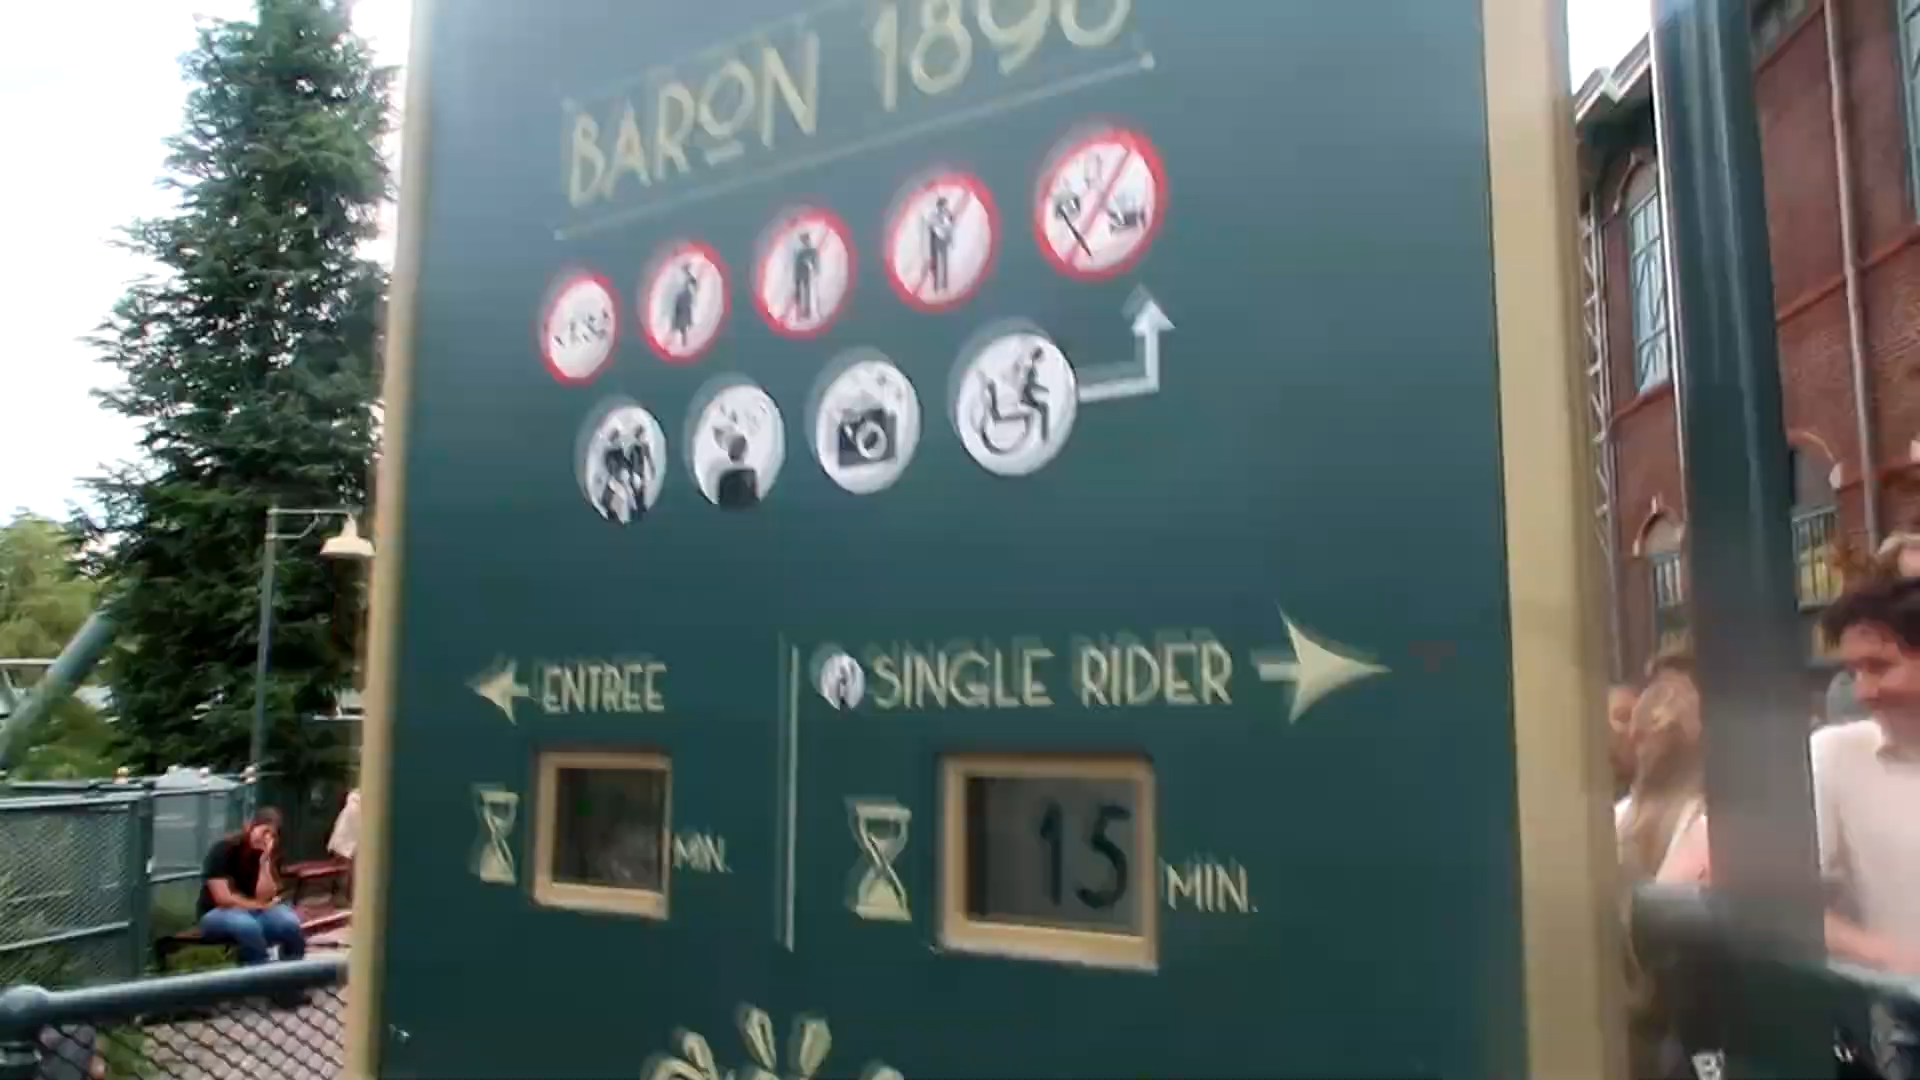 BARON 1898
ENTREE
SINGLE RIDER
MIN.
15 MIN.